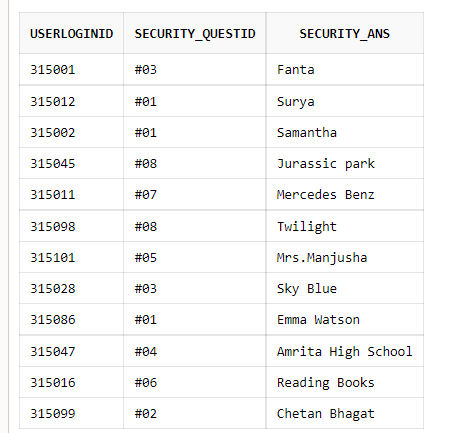 USERLOGINID SECURITY_QUESTID SECURITY_ANS
315001 #03 Fanta
315012 #01 Surya
315002 #01 Samantha
315045 #08 Jurassic park
315011 #07 Mercedes Benz
315098 #08 Twilight
315101 #05 Mrs.Manjusha
315028 #03 Sky Blue
315086 #01 Emma Watson
315047 #04 Amrita High School
315016 #06 Reading Books
315099 #02 Chetan Bhagat